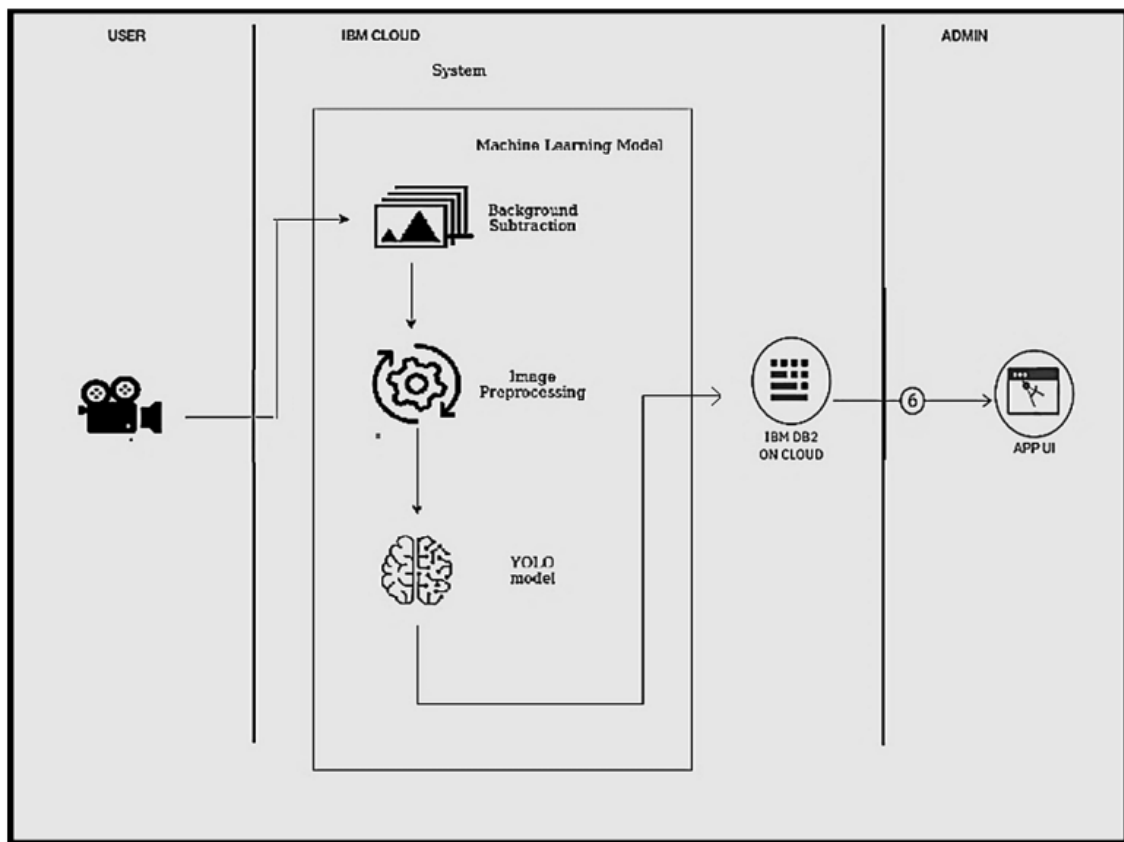 USER
IBM CLOUD
ADMIN
System
Machine Learning Model
Background
Subtraction
Image
Preprocessing
YOLO
model
IBM DB2
ON CLOUD
6
APP UI